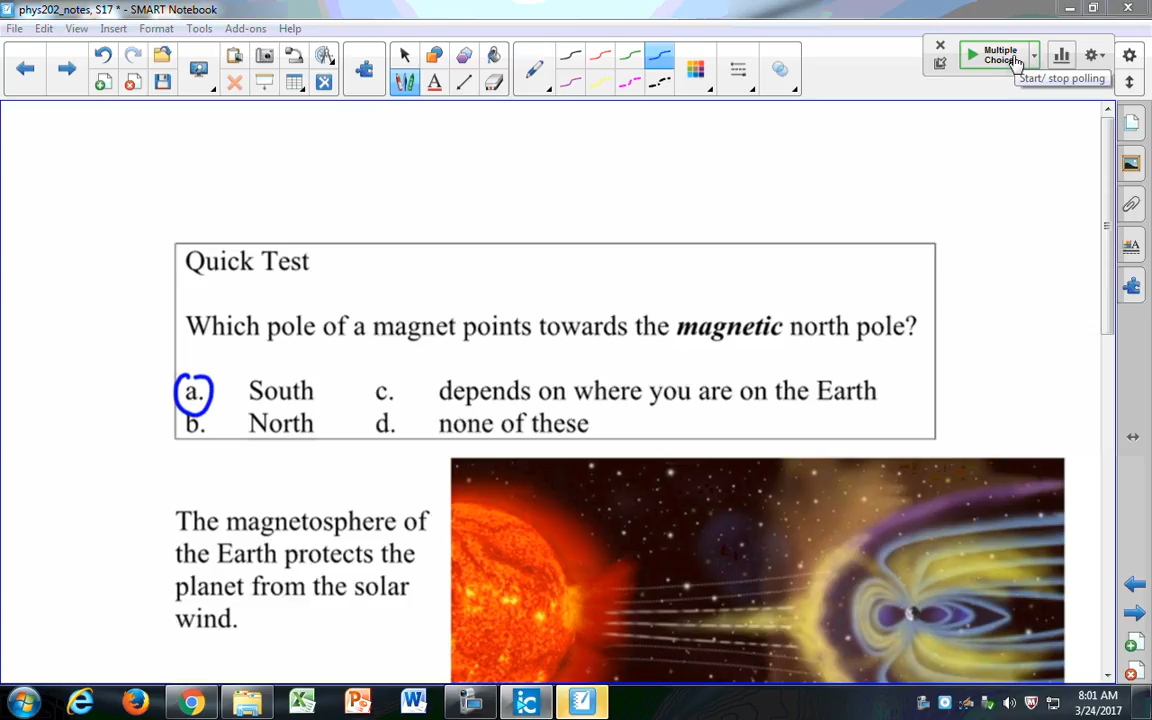 phys202_notes, S17 * - SMART Notebook
File Edit View Insert Format Tools Add-ons Help
Multiple
Choice
Start/ stop polling
Quick Test
Which pole of a magnet points towards the magnetic north pole?
a. South c. depends on where you are on the Earth
b. North d. none of these
The magnetosphere of
the Earth protects the
planet from the solar
wind.
8:01 AM
3/24/2017